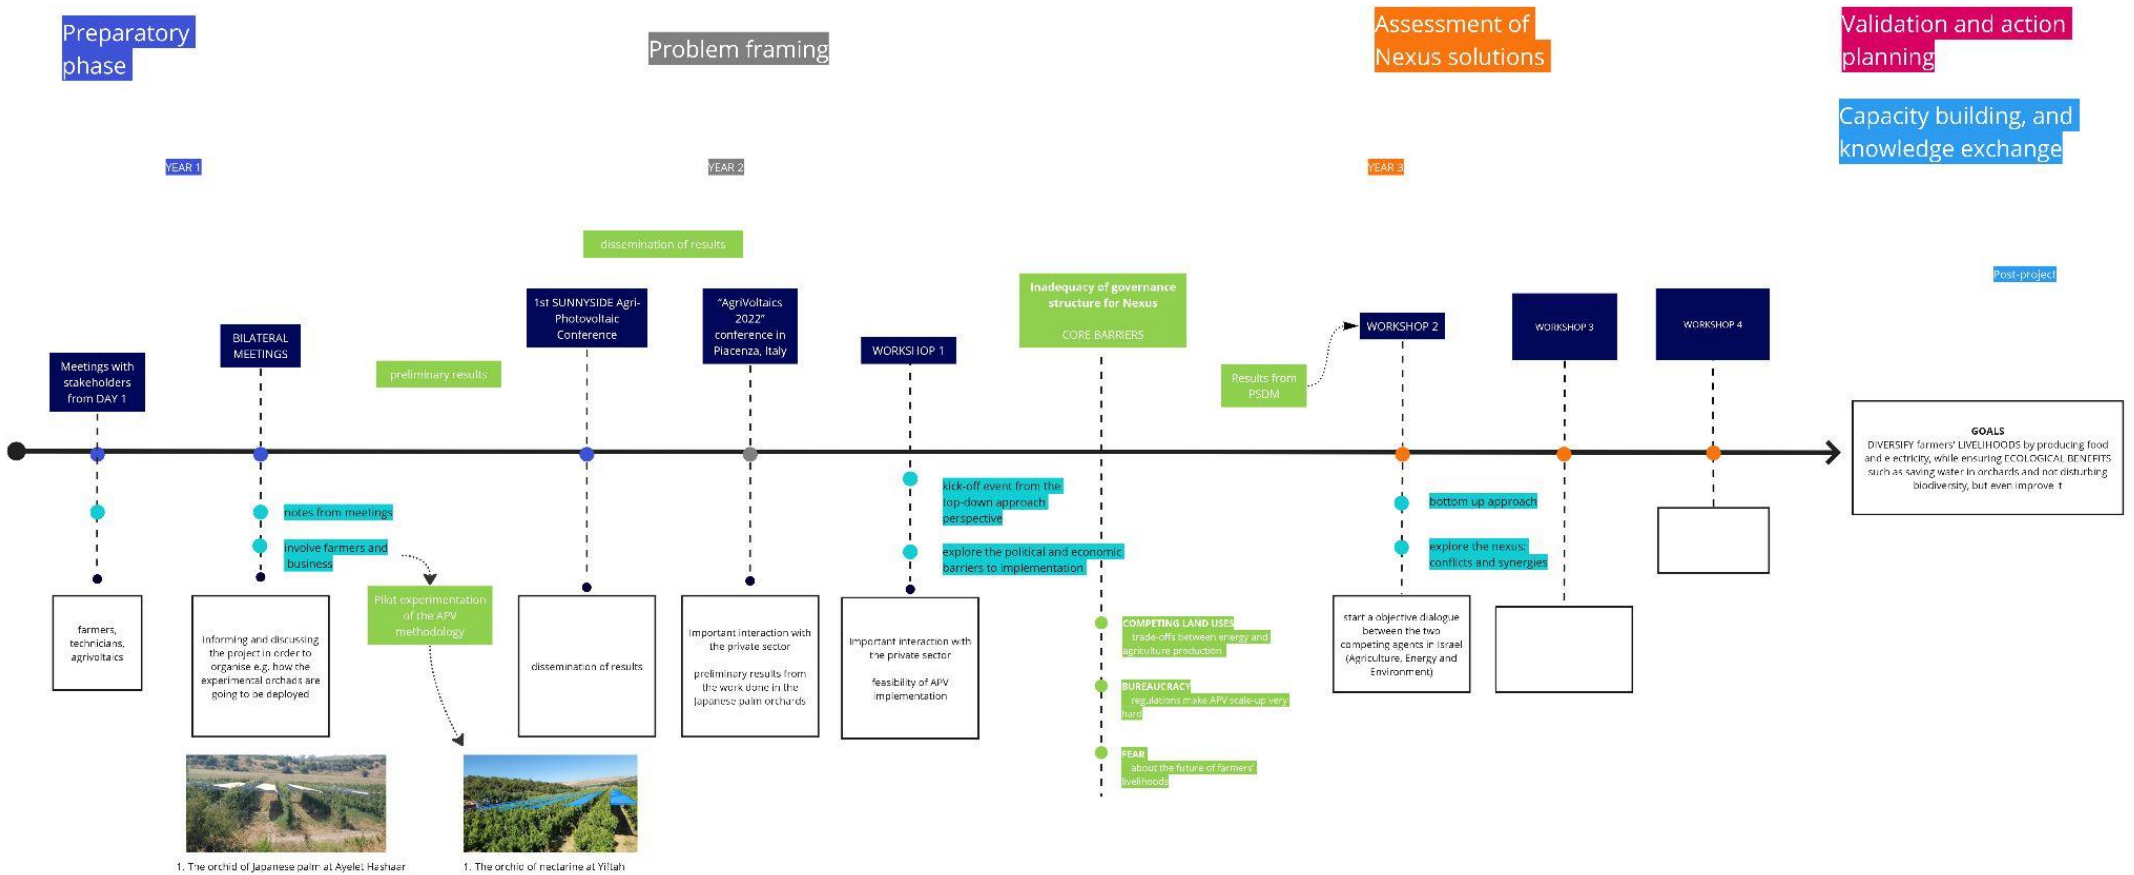 Preparatory
phase
Problem framing
Assessment of
Nexus solutions
Validation and action
planning
Capacity building, and
knowledge exchange
YEAR 1
YEAR 2
YEAR 3
Post-project
dissemination of results
Meetings with
stakeholders
from DAY 1
BILATERAL
MEETINGS
preliminary results
1st SUNNYSIDE Agri-
Photovoltaic
Conference
“AgriVoltaics
2022”
conference in
Piacenza, Italy
WORKSHOP 1
Inadequacy of governance
structure for Nexus
CORE BARRIERS
Results from
PSDM
WORKSHOP 2
WORKSHOP 3
WORKSHOP 4
GOALS
DIVERSIFY farmers' LIVELIHOODS by producing food
and electricity, while ensuring ECOLOGICAL BENEFITS
such as saving water in orchards and not disturbing
biodiversity, but even improve it
notes from meetings
involve farmers and
business
Pilot experimentation
of the APV
methodology
kick-off event from the
top-down approach
perspective
explore the political and economic
barriers to implementation
bottom up approach
explore the nexus:
conflicts and synergies
farmers,
technicians,
agrivoltaics
informing and discussing
the project in order to
organise e.g. how the
experimental orchads are
going to be deployed
dissemination of results
Important interaction with
the private sector
preliminary results from
the work done in the
Japanese palm orchards
Important interaction with
the private sector
feasibility of APV
implementation
COMPETING LAND USES
trade-offs between energy and
agriculture production
BUREAUCRACY
regulations make APV scale-up very
hard
FEAR
about the future of farmers'
livelihoods
start a objective dialogue
between the two
competing agents in Israel
(Agriculture, Energy and
Environment)
1. The orchid of Japanese palm at Ayelet Hashaar
1. The orchid of nectarine at Yiftah